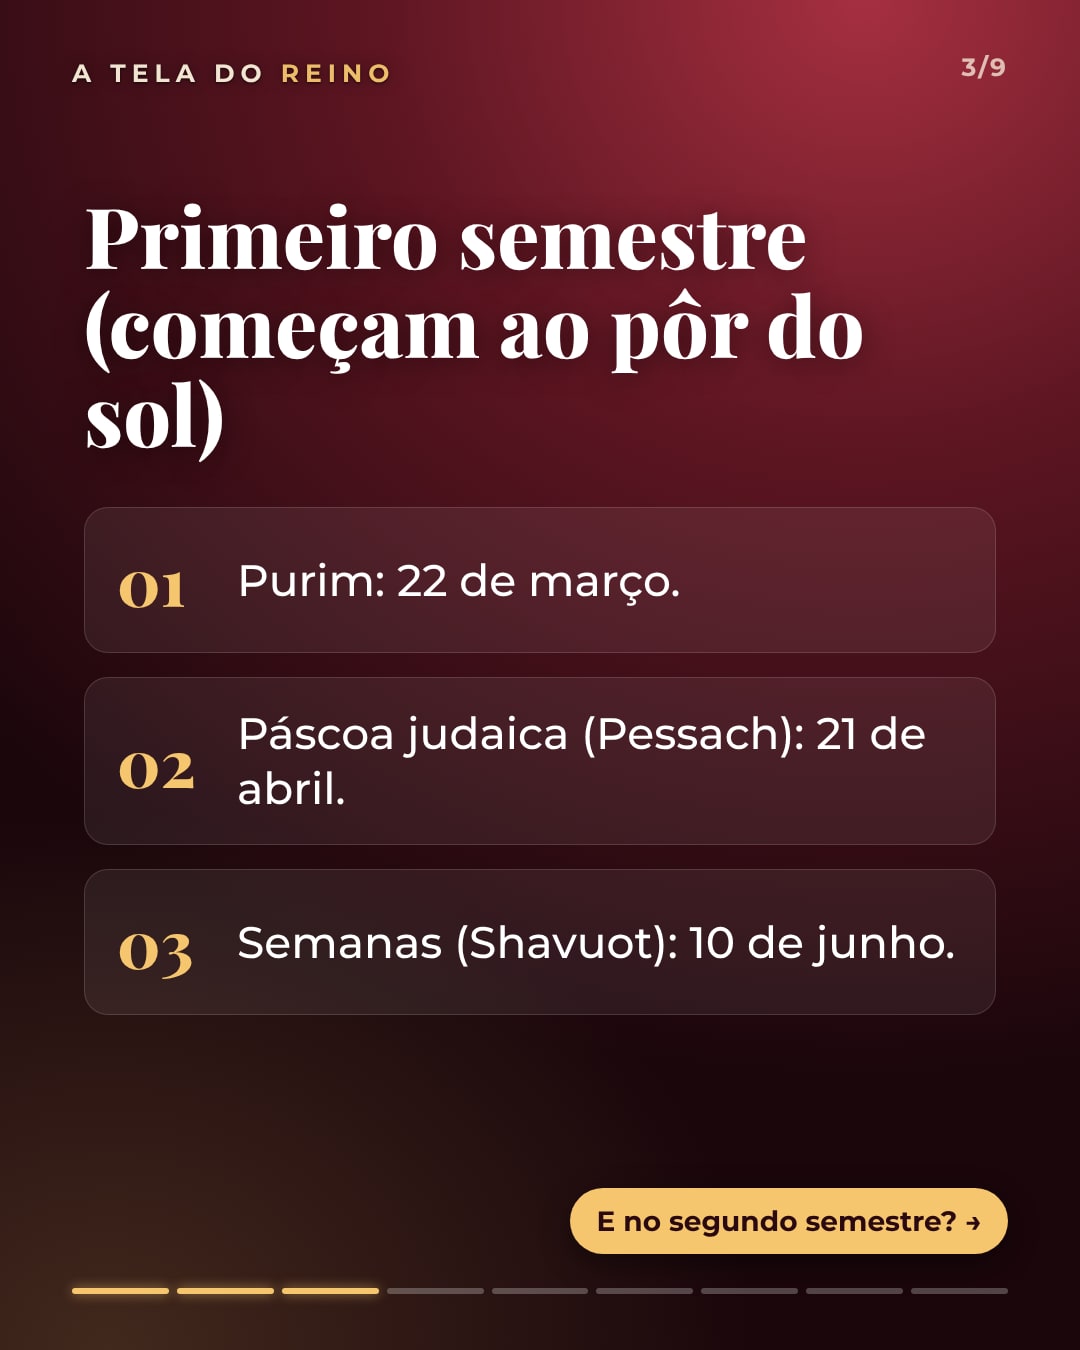 A TELA DO REINO
3/9
Primeiro semestre
(começam ao pôr do
sol)
01
Purim: 22 de março.
02
Páscoa judaica (Pessach): 21 de
abril.
03
Semanas (Shavuot): 10 de junho.
E no segundo semestre? →